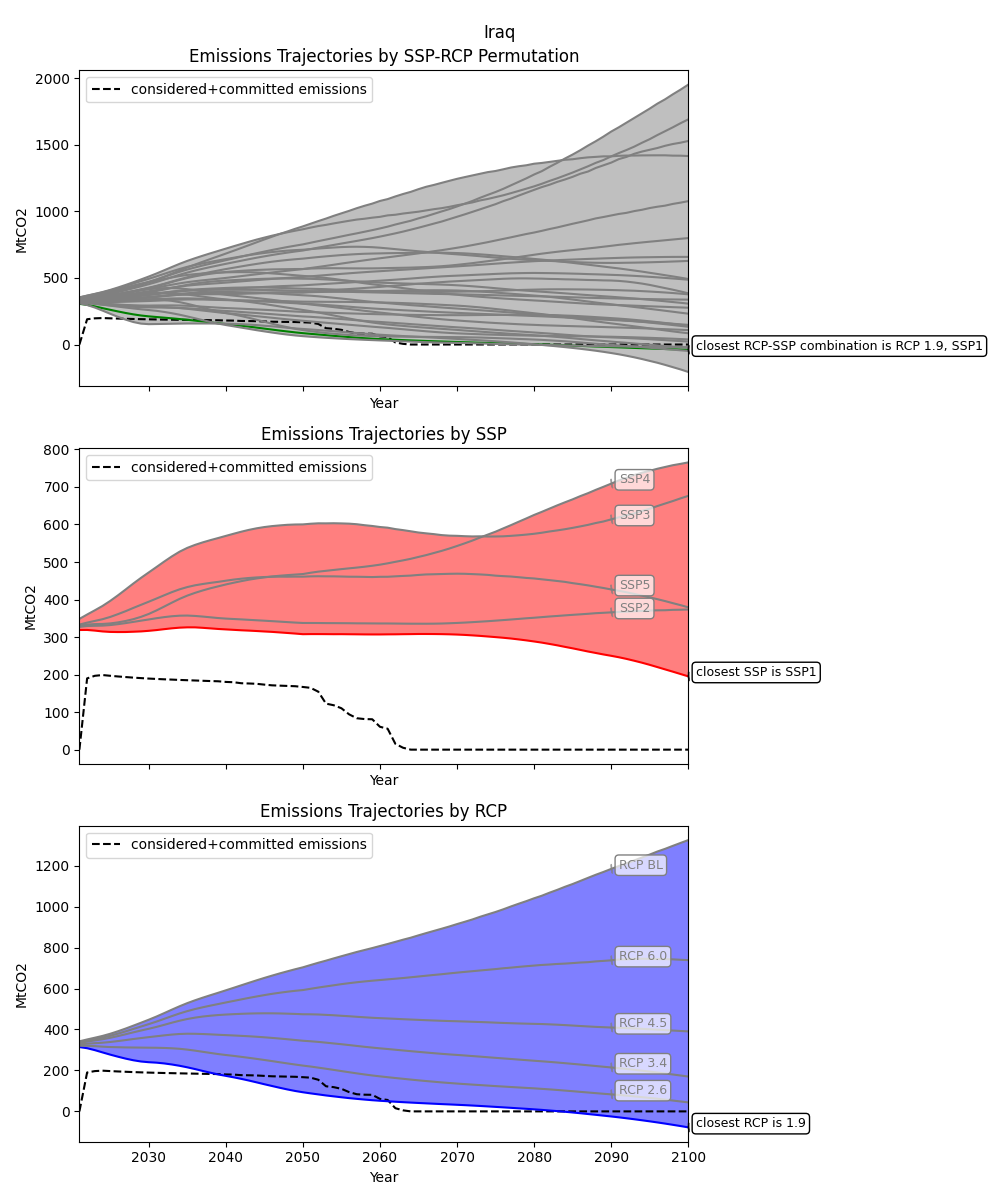 Iraq
Emissions Trajectories by SSP-RCP Permutation
considered+committed emissions
2000
1500
1000
500
0
MtCO2
Year
closest RCP-SSP combination is RCP 1.9, SSP1
Emissions Trajectories by SSP
considered+committed emissions
800
700
600
500
400
300
200
100
0
MtCO2
SSP4
SSP3
SSP5
SSP2
closest SSP is SSP1
Year
Emissions Trajectories by RCP
considered+committed emissions
1200
1000
800
600
400
200
0
MtCO2
RCP BL
RCP 6.0
RCP 4.5
RCP 3.4
RCP 2.6
closest RCP is 1.9
2030 2040 2050 2060 2070 2080 2090 2100
Year